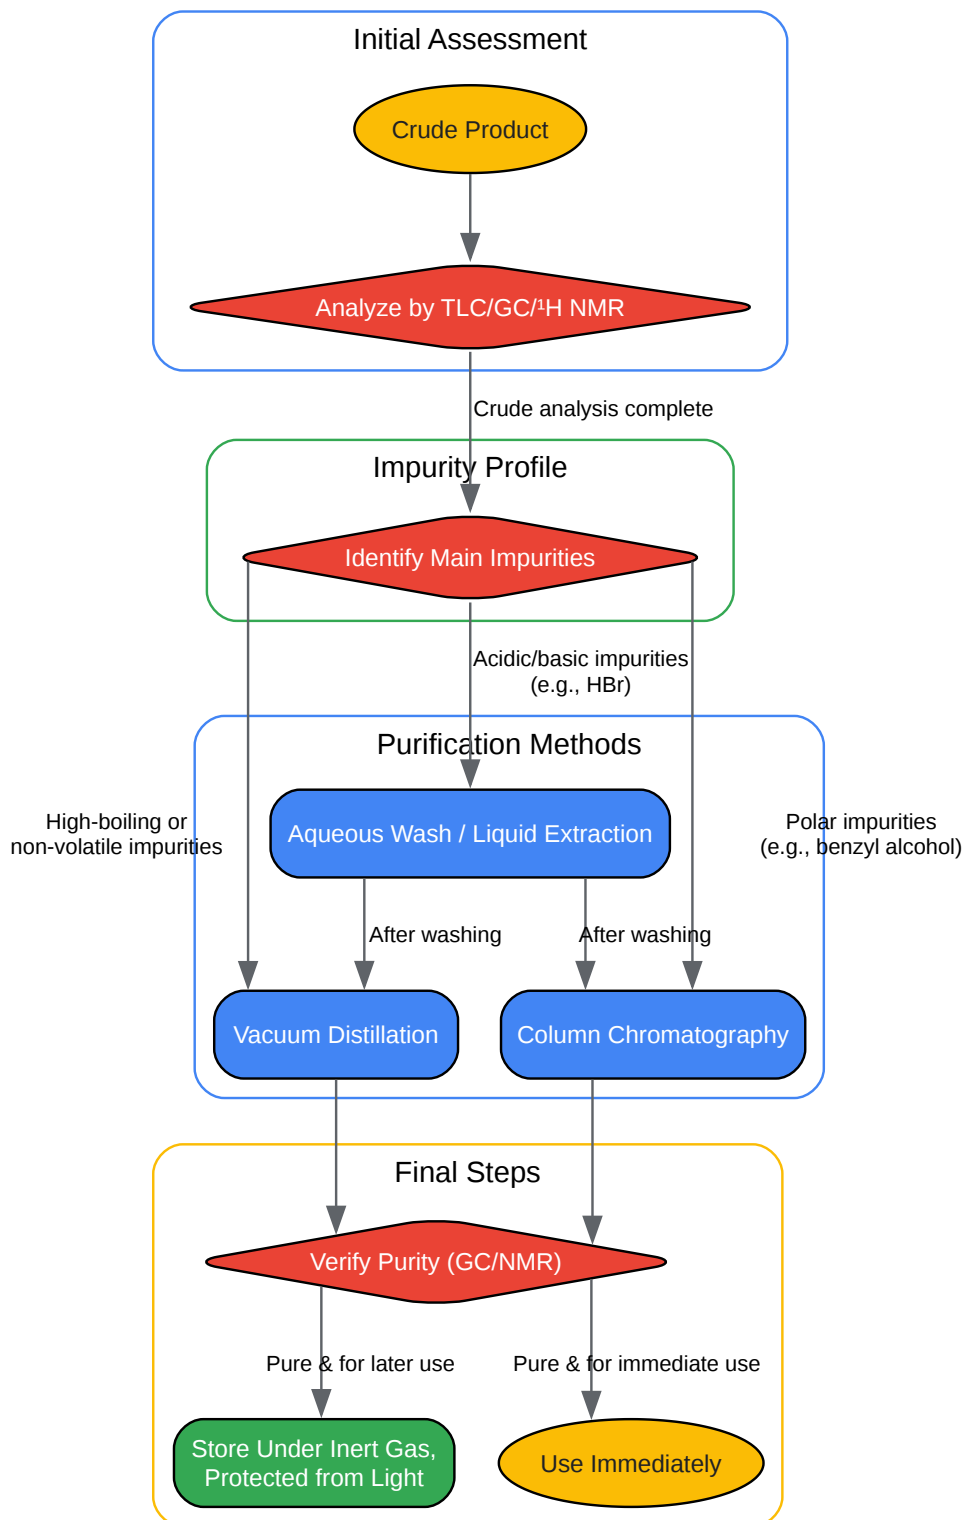 Initial Assessment
Crude Product
Analyze by TLC/GC/¹H NMR
Crude analysis complete
Impurity Profile
Identify Main Impurities
Acidic/basic impurities
(e.g., HBr)
Purification Methods
High-boiling or
non-volatile impurities
Aqueous Wash / Liquid Extraction
Polar impurities
(e.g., benzyl alcohol)
After washing
After washing
Vacuum Distillation
Column Chromatography
Final Steps
Verify Purity (GC/NMR)
Pure & for later use
Pure & for immediate use
Store Under Inert Gas,
Protected from Light
Use Immediately